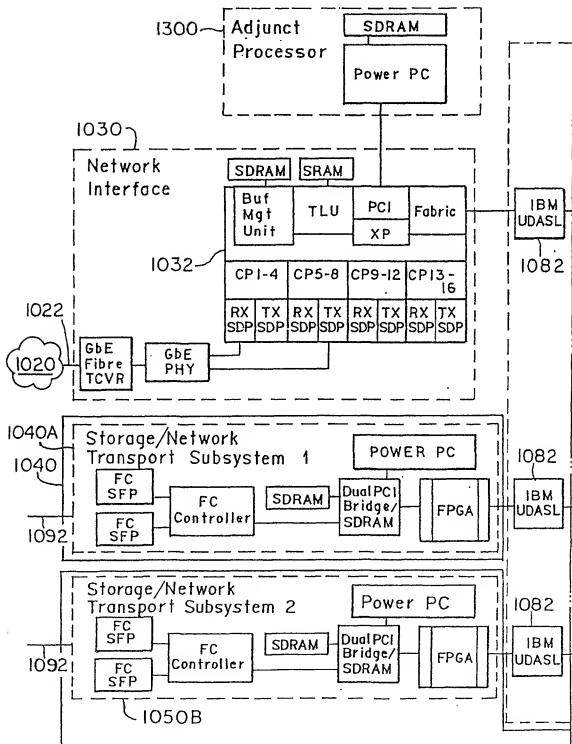 1300
Adjunct
Processor
SDRAM
Power PC
1030
Network
Interface
SDRAM
SRAM
Buf
Mgt
Unit
TLU
PCI
XP
Fabric
IBM
UDASL
1082
1032
CP1-4
CP5-8
CP9-12
CP13-
16
RX
SDP
TX
SDP
RX
SDP
TX
SDP
RX
SDP
TX
SDP
RX
SDP
TX
SDP
1022
1020
GbE
Fibre
TCVR
GbE
PHY
1040A
1040
Storage/Network
Transport Subsystem 1
POWER PC
FC
SFP
FC
SFP
FC
Controller
SDRAM
Dual PCI
Bridge/
SDRAM
FPGA
1082
IBM
UDASL
1092
Storage/Network
Transport Subsystem 2
Power PC
FC
SFP
FC
SFP
FC
Controller
SDRAM
Dual PCI
Bridge/
SDRAM
FPGA
1082
IBM
UDASL
1092
1050B